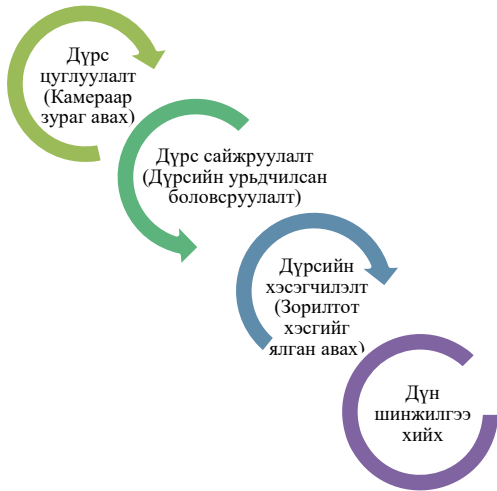 Дүрс
цуглуулалт
(Камераар
зураг авах)
Дүрс сайжруулалт
(Дүрсийн урьдчилсан
боловсруулалт)
Дүрсийн
хэсэгчилэлт
(Зорилтот
хэсгийг
ялган авах)
Дүн
шинжилгээ
хийх